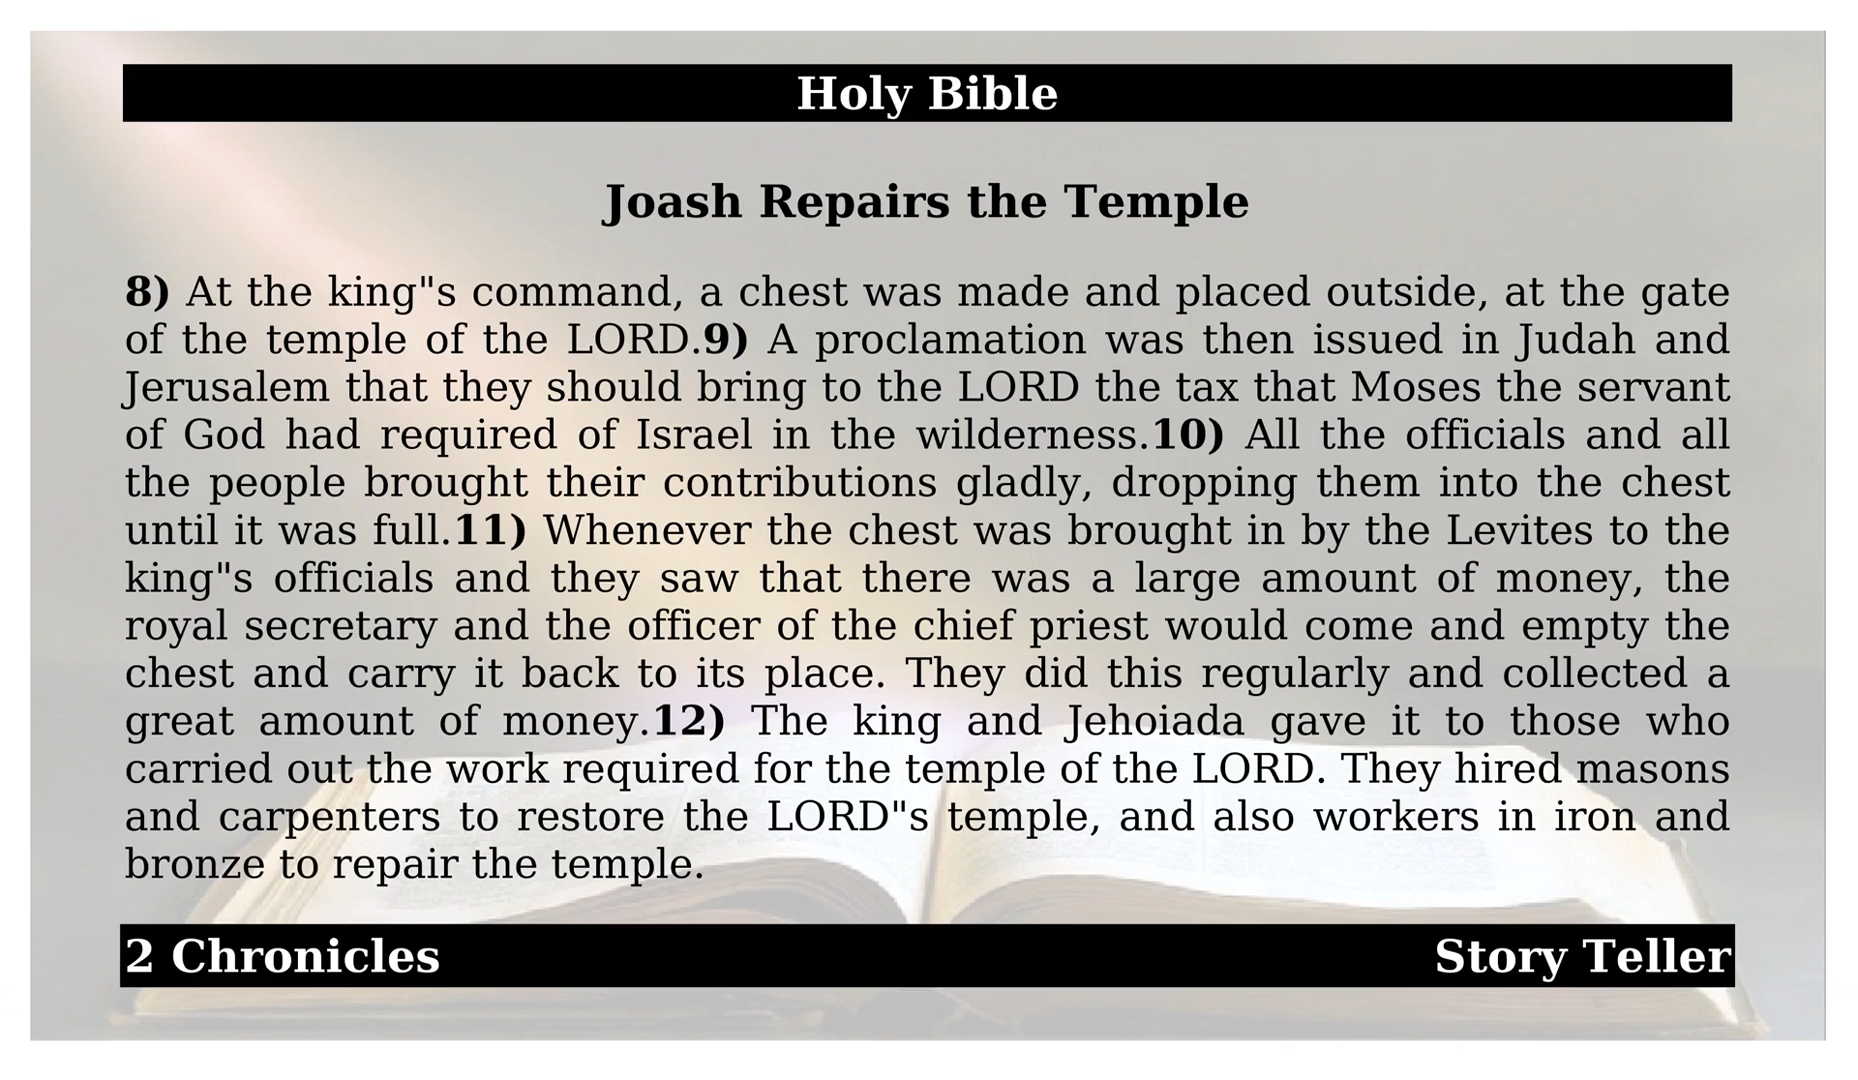 Holy Bible
Joash Repairs the Temple
8) At the king"s command, a chest was made and placed outside, at the gate
of the temple of the LORD.9) A proclamation was then issued in Judah and
Jerusalem that they should bring to the LORD the tax that Moses the servant
of God had required of Israel in the wilderness.10) All the officials and all
the people brought their contributions gladly, dropping them into the chest
until it was full.11) Whenever the chest was brought in by the Levites to the
king"s officials and they saw that there was a large amount of money, the
royal secretary and the officer of the chief priest would come and empty the
chest and carry it back to its place. They did this regularly and collected a
great amount of money.12) The king and Jehoiada gave it to those who
carried out the work required for the temple of the LORD. They hired masons
and carpenters to restore the LORD"s temple, and also workers in iron and
bronze to repair the temple.
2 Chronicles
Story Teller